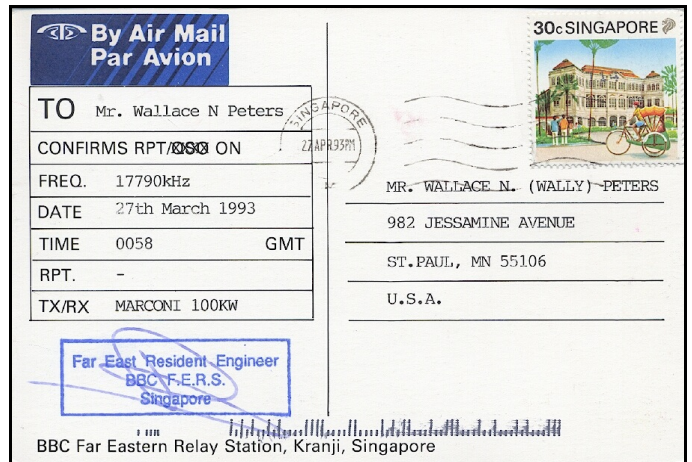 By Air Mail
Par Avion
30c SINGAPORE
TO Mr. Wallace N Peters
CONFIRMS RPT/QSO ON
FREQ. 17790kHz
DATE 27th March 1993
TIME 0058 GMT
RPT. -
TX/RX MARCONI 100KW
SINGAPORE
22APR93PM
MR. WALLACE N. (WALLY) PETERS
982 JESSAMINE AVENUE
ST.PAUL, MN 55106
U.S.A.
Far East Resident Engineer
BBC F.E.R.S.
Singapore
BBC Far Eastern Relay Station, Kranji, Singapore